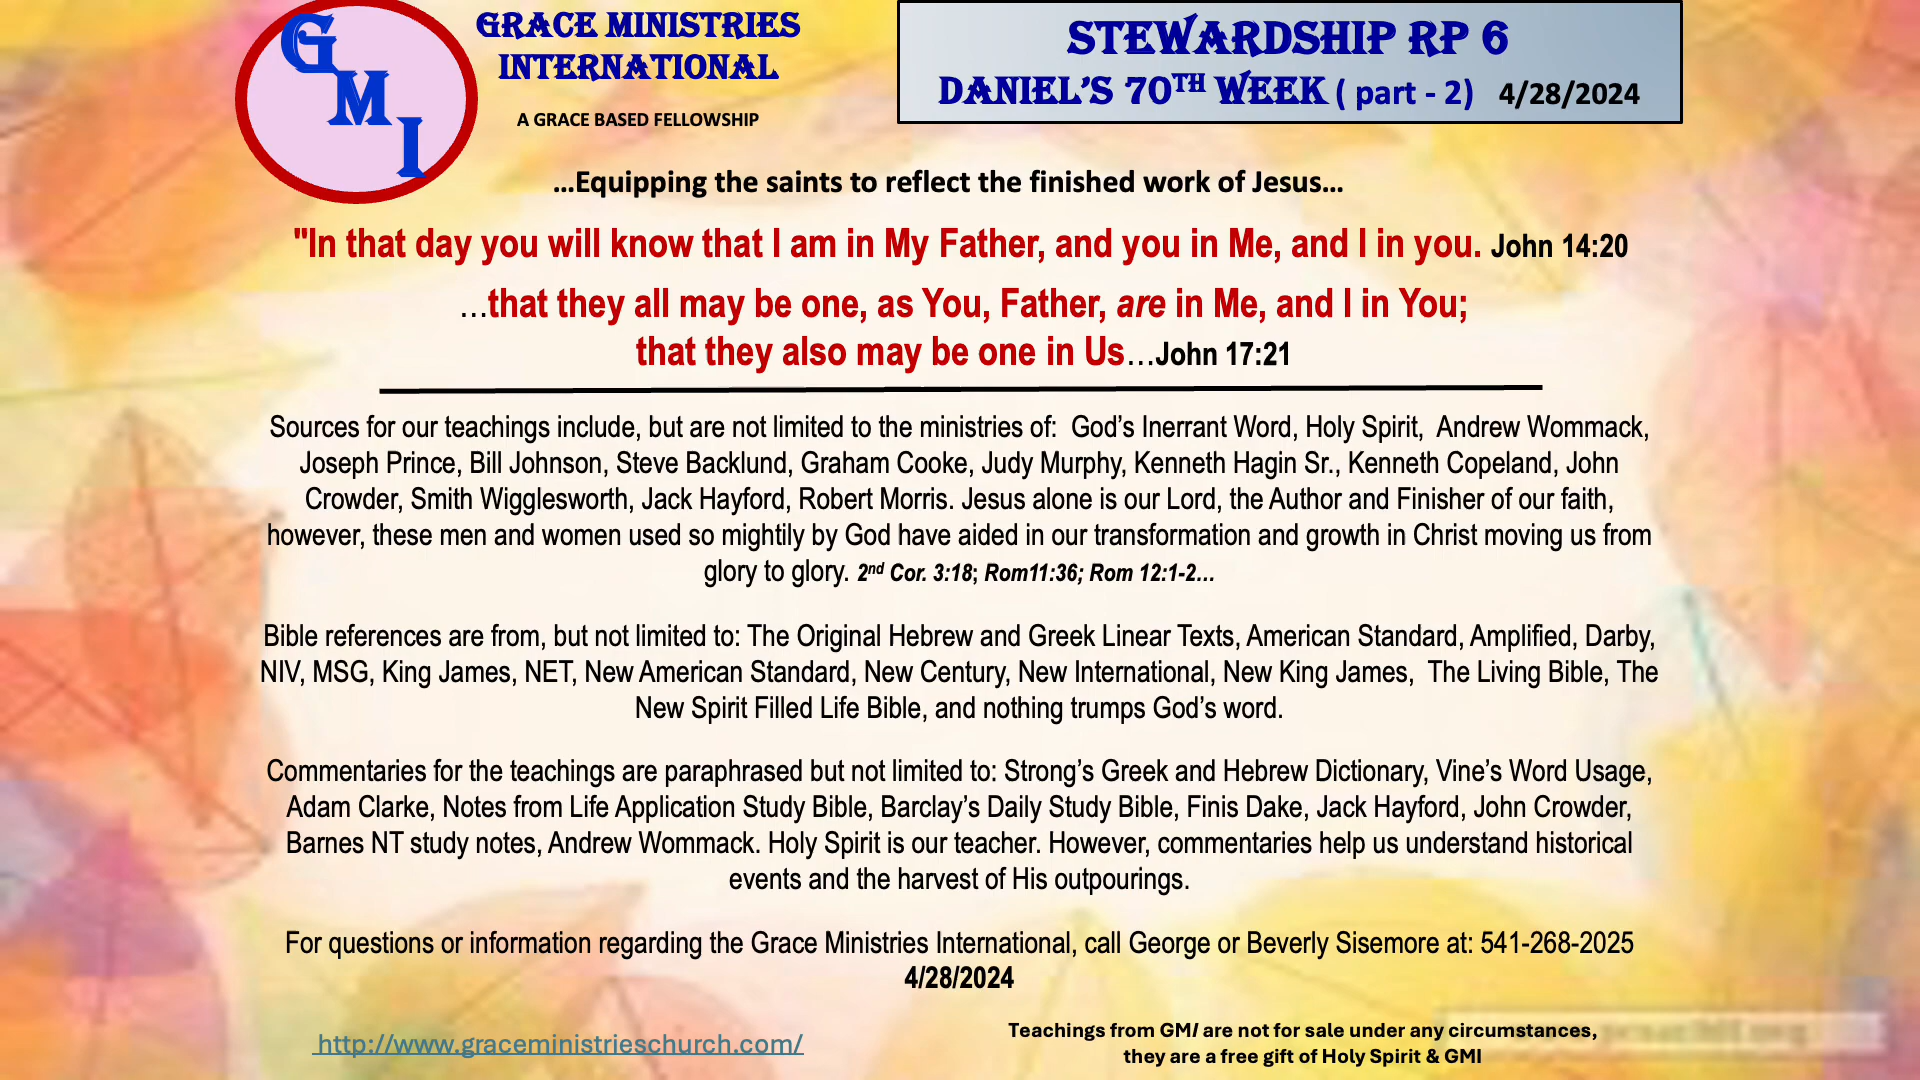 G
M
I
GRACE MINISTRIES
INTERNATIONAL
A GRACE BASED FELLOWSHIP
STEWARDSHIP RP 6
DANIEL'S 70TH WEEK ( part - 2) 4/28/2024
...Equipping the saints to reflect the finished work of Jesus...
"In that day you will know that I am in My Father, and you in Me, and I in you. John 14:20
…that they all may be one, as You, Father, are in Me, and I in You;
that they also may be one in Us…John 17:21
Sources for our teachings include, but are not limited to the ministries of: God's Inerrant Word, Holy Spirit, Andrew Wommack,
Joseph Prince, Bill Johnson, Steve Backlund, Graham Cooke, Judy Murphy, Kenneth Hagin Sr., Kenneth Copeland, John
Crowder, Smith Wigglesworth, Jack Hayford, Robert Morris. Jesus alone is our Lord, the Author and Finisher of our faith,
however, these men and women used so mightily by God have aided in our transformation and growth in Christ moving us from
glory to glory. 2nd Cor. 3:18; Rom11:36; Rom 12:1-2…
Bible references are from, but not limited to: The Original Hebrew and Greek Linear Texts, American Standard, Amplified, Darby,
NIV, MSG, King James, NET, New American Standard, New Century, New International, New King James, The Living Bible, The
New Spirit Filled Life Bible, and nothing trumps God's word.
Commentaries for the teachings are paraphrased but not limited to: Strong's Greek and Hebrew Dictionary, Vine's Word Usage,
Adam Clarke, Notes from Life Application Study Bible, Barclay's Daily Study Bible, Finis Dake, Jack Hayford, John Crowder,
Barnes NT study notes, Andrew Wommack. Holy Spirit is our teacher. However, commentaries help us understand historical
events and the harvest of His outpourings.
For questions or information regarding the Grace Ministries International, call George or Beverly Sisemore at: 541-268-2025
4/28/2024
http://www.graceministrieschurch.com/
Teachings from GMI are not for sale under any circumstances,
they are a free gift of Holy Spirit & GMI